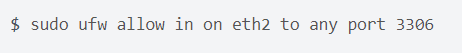 $ sudo ufw allow in on eth2 to any port 3306